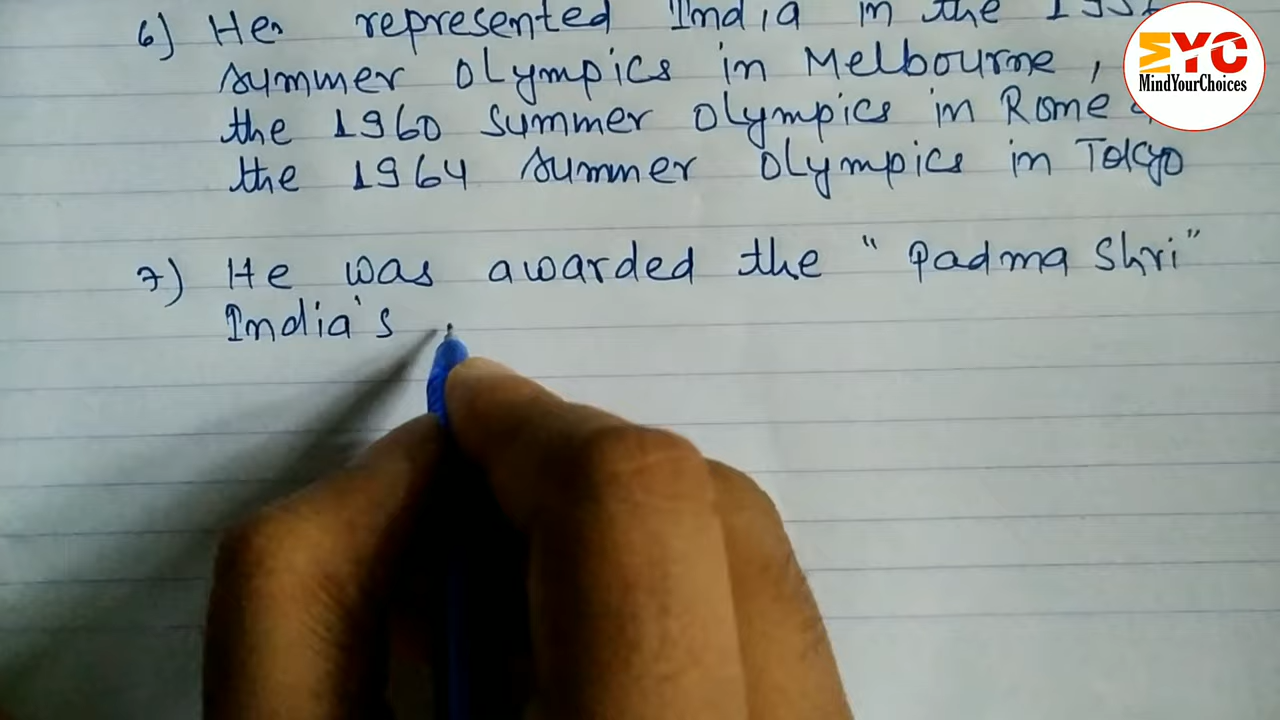 6) He represented India in the
summer Olympics in Melbourne,
the 1960 summer Olympics in Rome
the 1964 summer Olympics in Tokyo
7) He was awarded the "Padma Shri"
India's
MYC
MindYourChoices